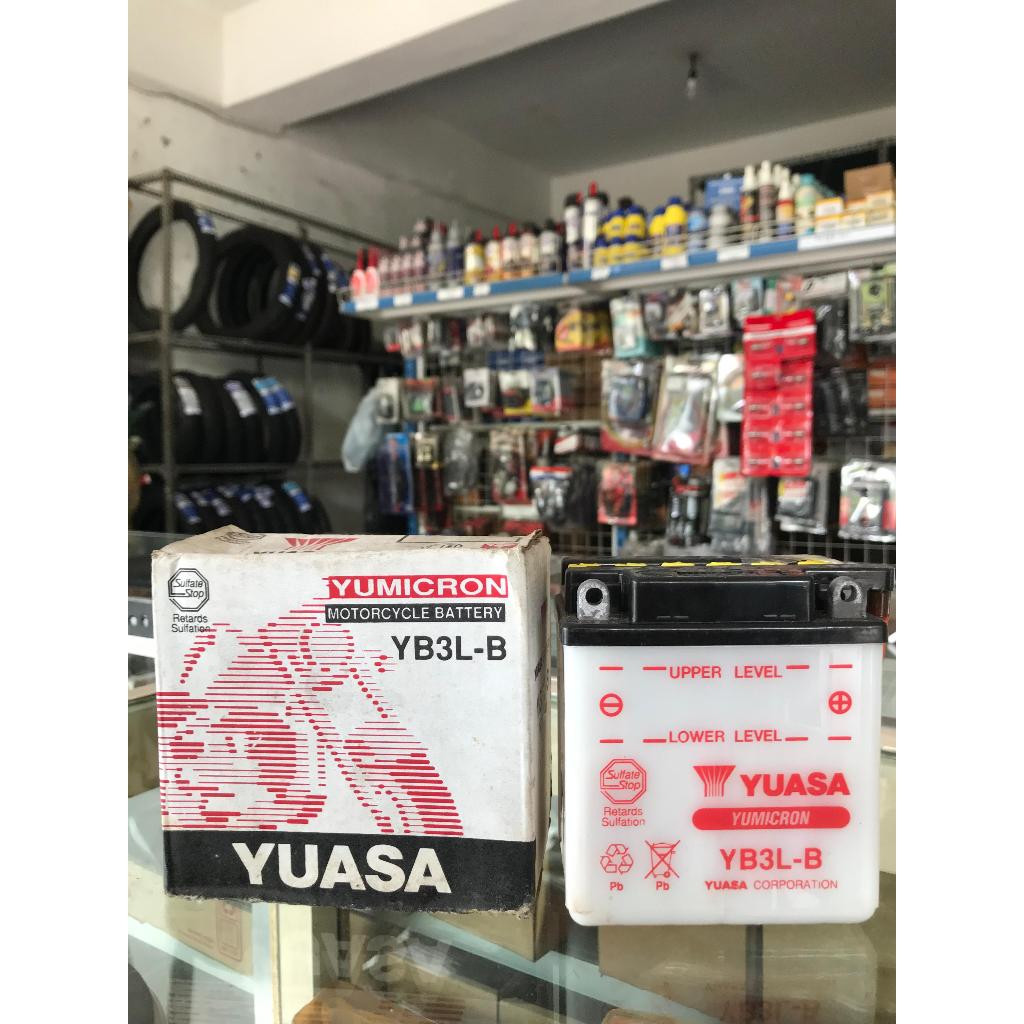 Sulfate
Stop
Retards
Sulfation
YUMICRON
MOTORCYCLE BATTERY
YB3L-B
YUASA
UPPER LEVEL
LOWER LEVEL
Sulfate
Stop
Retards
Sulfation
YUASA
YUMICRON
YB3L-B
Pb
Pb
YUASA CORPORATION